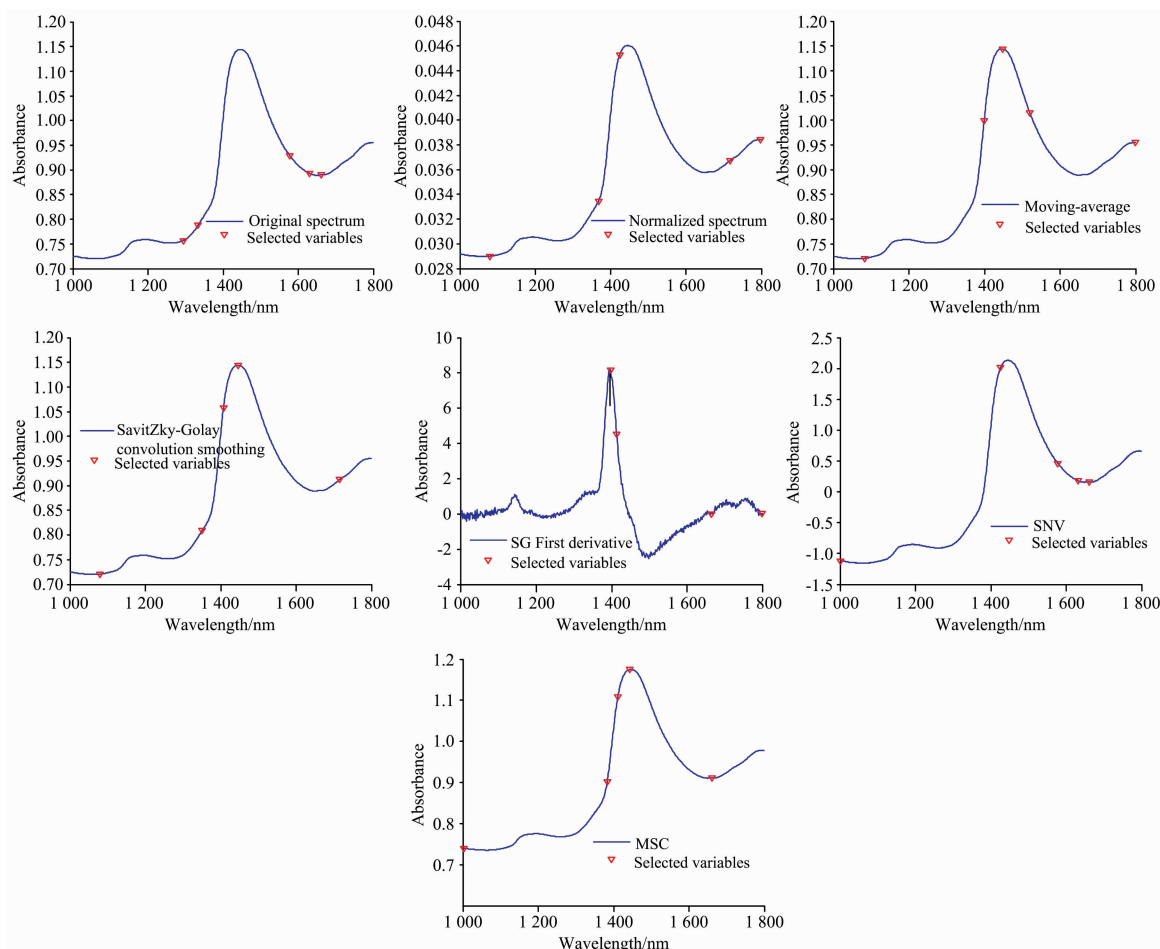 1.20
1.15
1.10
1.05
1.00
0.95
0.90
0.85
0.80
0.75
0.70
Absorbance
Original spectrum
Selected variables
1 000 1 200 1 400 1 600 1 800
Wavelength/nm
0.048
0.046
0.044
0.042
0.040
0.038
0.036
0.034
0.032
0.030
0.028
Absorbance
Normalized spectrum
Selected variables
1 000 1 200 1 400 1 600 1 800
Wavelength/nm
1.20
1.15
1.10
1.05
1.00
0.95
0.90
0.85
0.80
0.75
0.70
Absorbance
Moving-average
Selected variables
1 000 1 200 1 400 1 600 1 800
Wavelength/nm
1.20
1.15
1.10
1.05
1.00
0.95
0.90
0.85
0.80
0.75
0.70
Absorbance
SavitZky-Golay
convolution smoothing
Selected variables
1 000 1 200 1 400 1 600 1 800
Wavelength/nm
10
8
6
4
2
0
-2
-4
Absorbance
SG First derivative
Selected variables
1 000 1 200 1 400 1 600 1 800
Wavelength/nm
2.5
2.0
1.5
1.0
0.5
0
-0.5
-1.0
-1.5
Absorbance
SNV
Selected variables
1 000 1 200 1 400 1 600 1 800
Wavelength/nm
1.2
1.1
1.0
0.9
0.8
0.7
Absorbance
MSC
Selected variables
1 000 1 200 1 400 1 600 1 800
Wavelength/nm